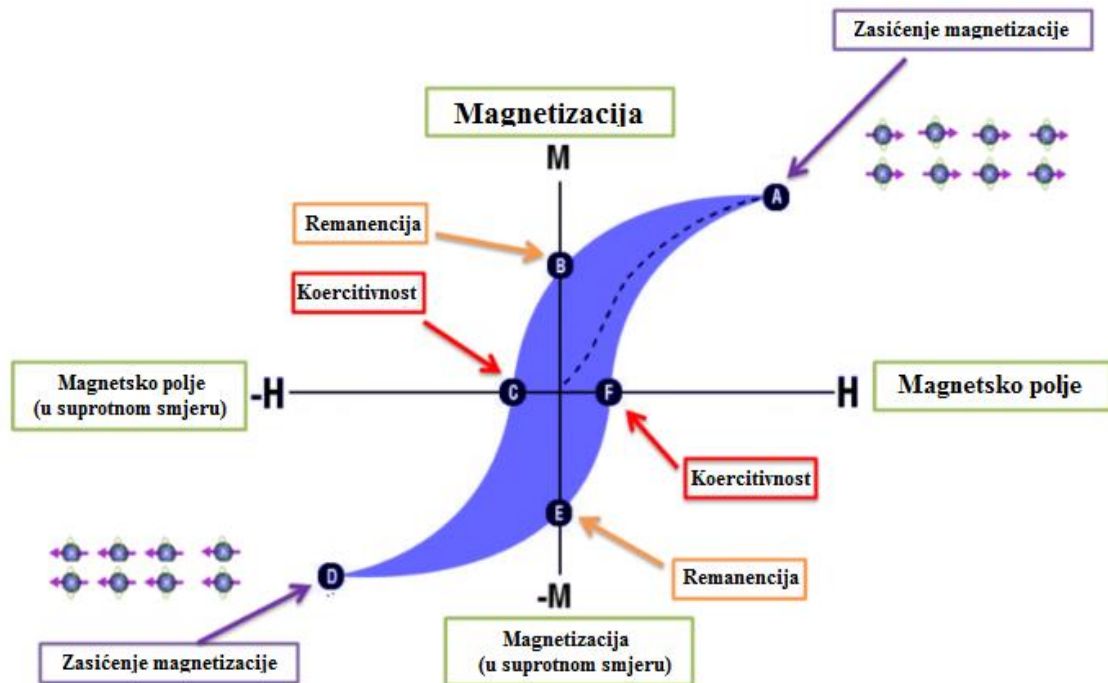 Zasićenje magnetizacije
Magnetizacija
M
A
Remanencija
B
Koercitivnost
Magnetsko polje
(u suprotnom smjeru)
-H
C
F
H
Magnetsko polje
Koercitivnost
E
Remanencija
D
-M
Magnetizacija
(u suprotnom smjeru)
Zasićenje magnetizacije